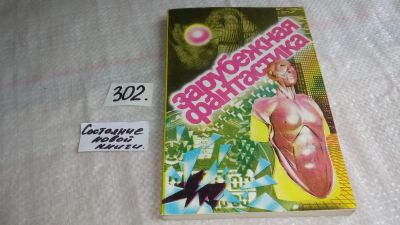 302.
Состояние
новой
книги.
зарубежная
фантастика